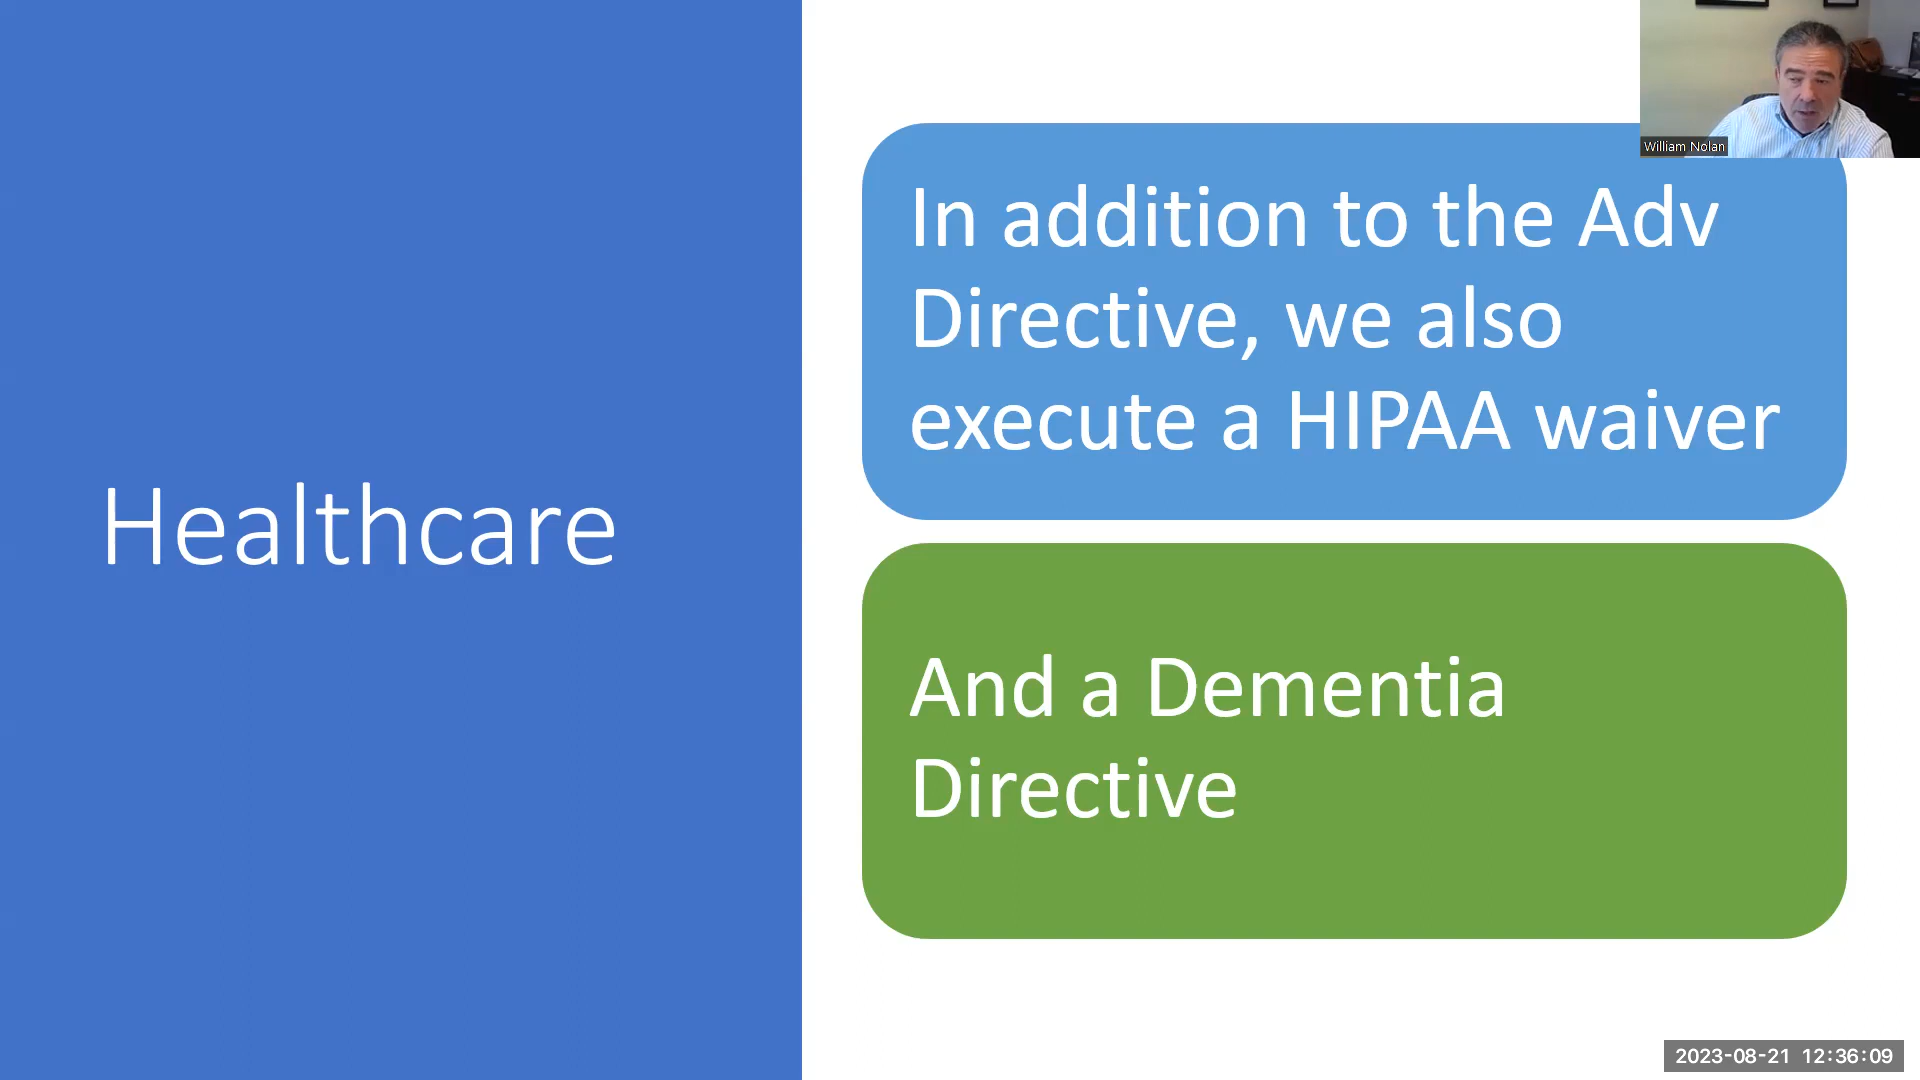 William Nolan
In addition to the Adv
Directive, we also
execute a HIPAA waiver
Healthcare
And a Dementia
Directive
2023-08-21 12:36:09